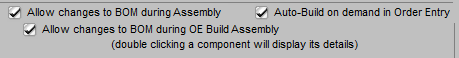 Allow changes to BOM during Assembly Auto-Build on demand in Order Entry
Allow changes to BOM during OE Build Assembly
(double clicking a component will display its details)